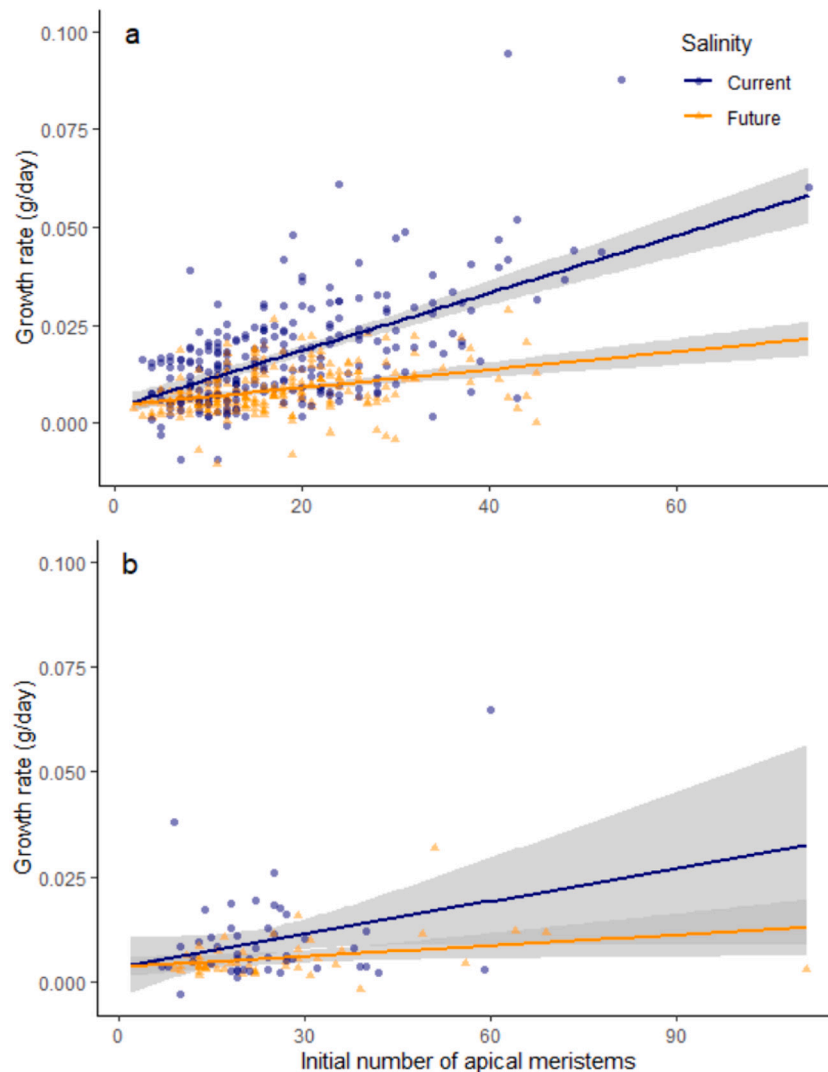 a
Salinity
Current
Future
Growth rate (g/day)
0.100
0.075
0.050
0.025
0.000
0 20 40 60
b
Growth rate (g/day)
0.100
0.075
0.050
0.025
0.000
0 30 60 90
Initial number of apical meristems